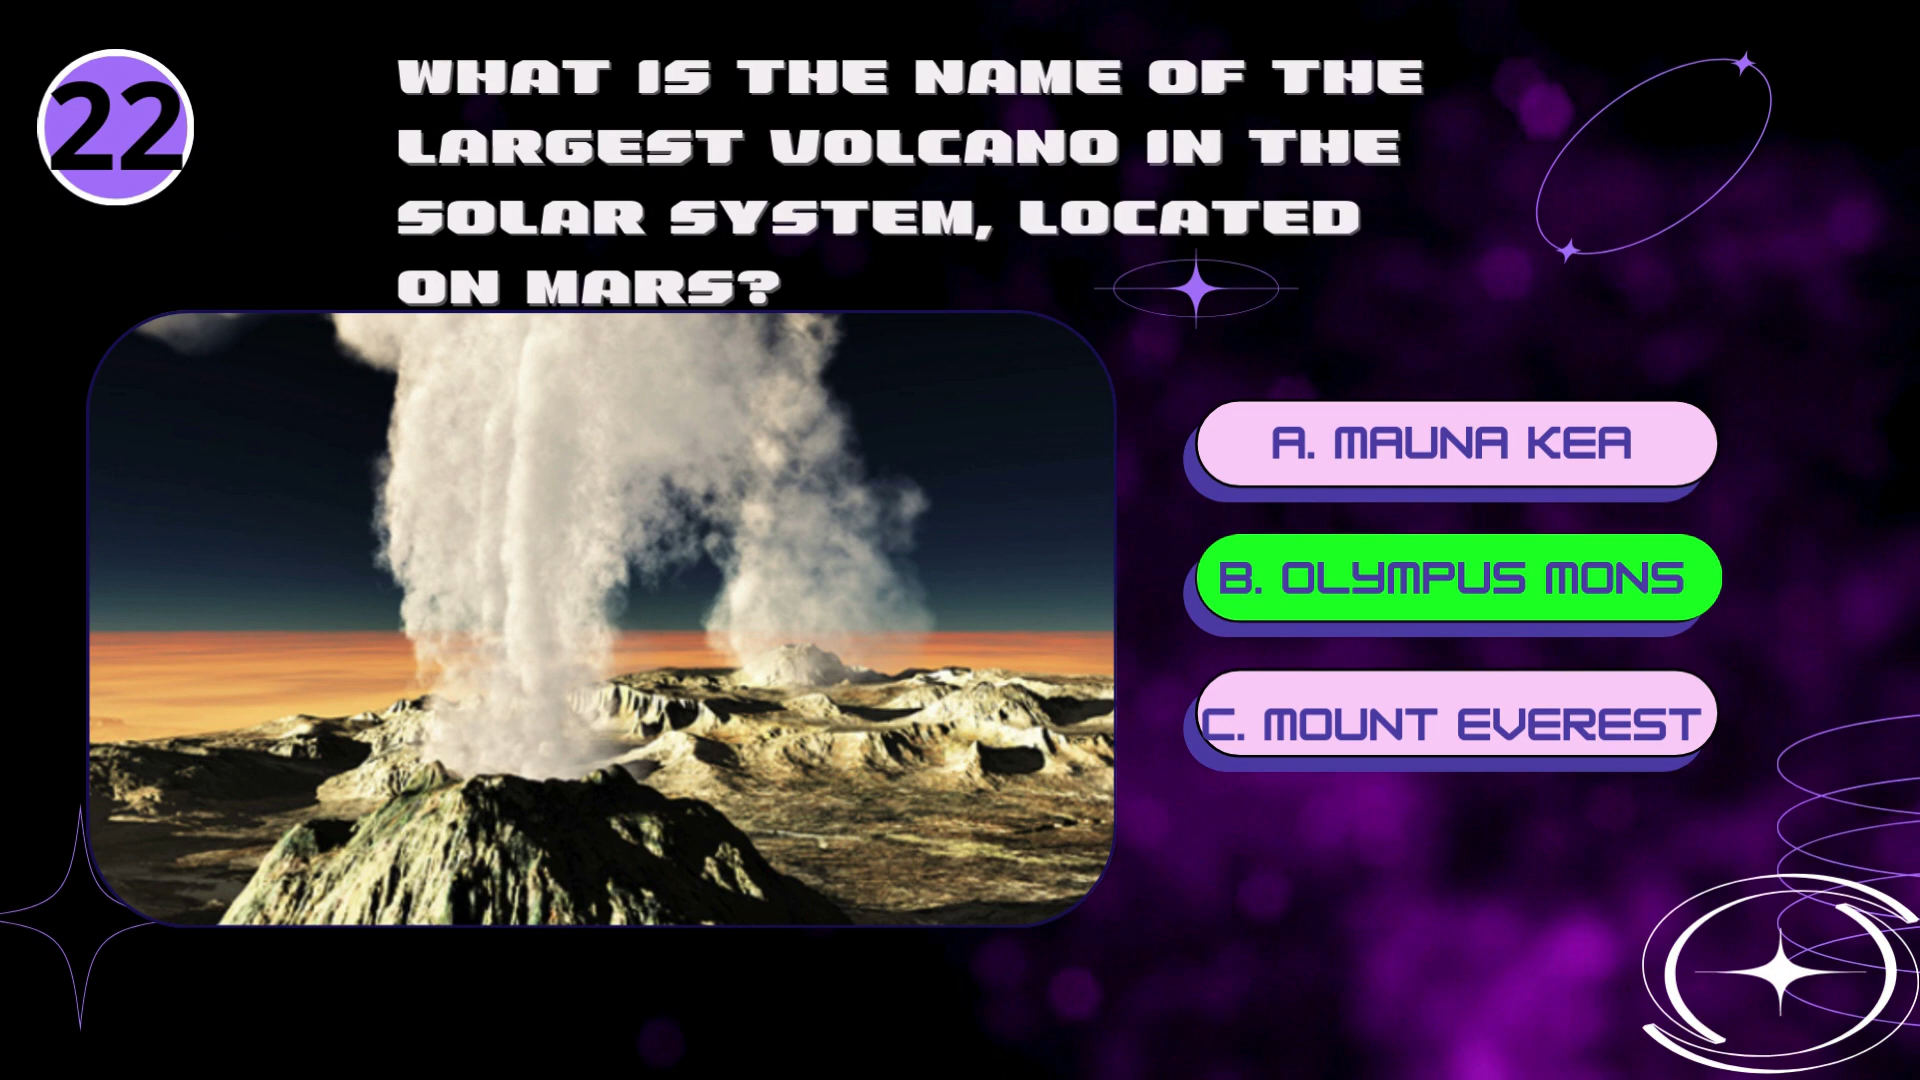 22
WHAT IS THE NAME OF THE
LARGEST VOLCANO IN THE
SOLAR SYSTEM, LOCATED
ON MARS?
A. MAUNA KEA
B. OLYMPUS MONS
C. MOUNT EVEREST